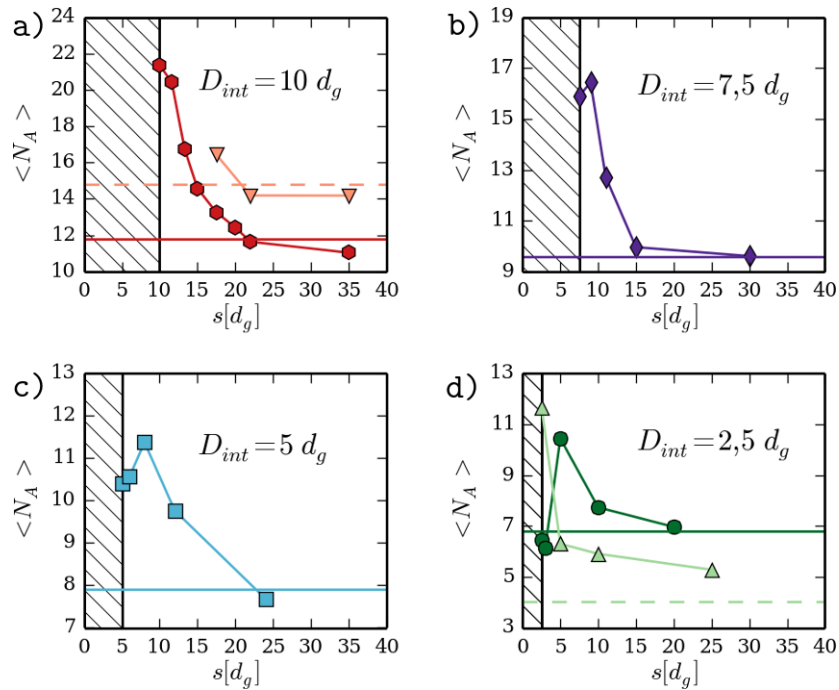 a)
24
22
20
18
16
14
12
10
<N_A>
D_int = 10 d_g
0 5 10 15 20 25 30 35 40
s[d_g]
b)
19
17
15
13
11
9
<N_A>
D_int = 7,5 d_g
0 5 10 15 20 25 30 35 40
s[d_g]
c)
13
12
11
10
9
8
7
<N_A>
D_int = 5 d_g
0 5 10 15 20 25 30 35 40
s[d_g]
d)
13
11
9
7
5
3
<N_A>
D_int = 2,5 d_g
0 5 10 15 20 25 30 35 40
s[d_g]